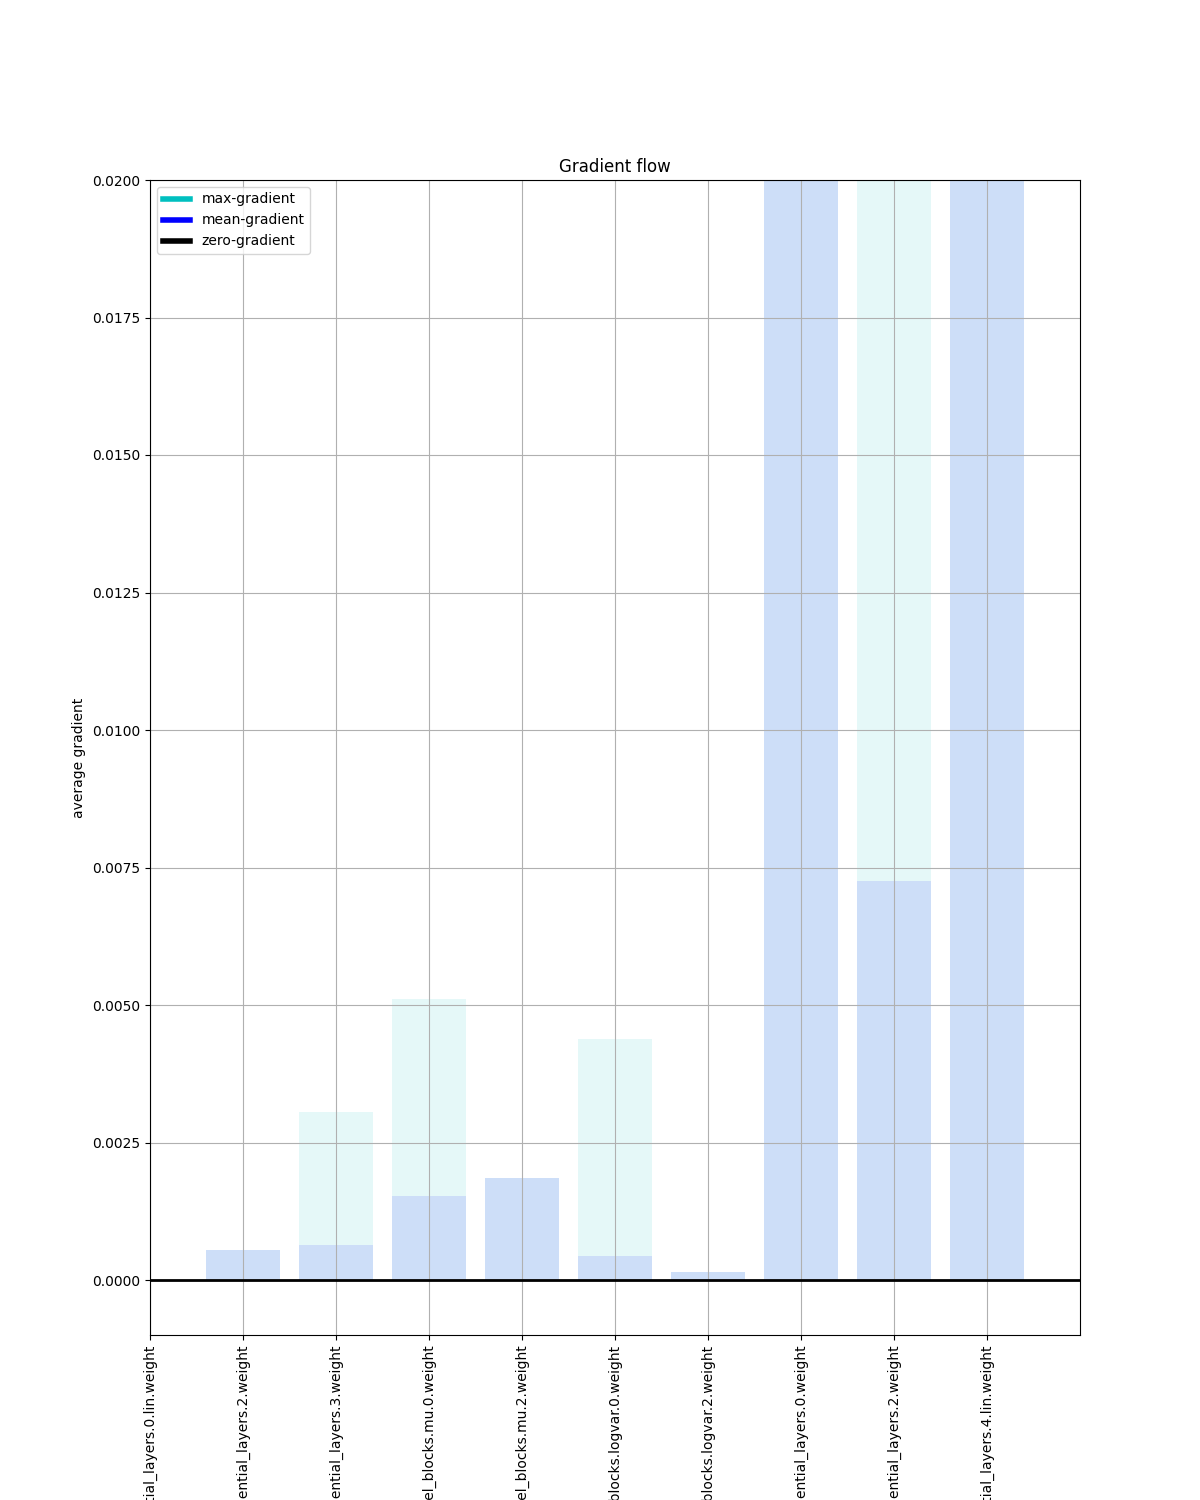 Gradient flow
max-gradient
mean-gradient
zero-gradient
0.0200
0.0175
0.0150
0.0125
0.0100
0.0075
0.0050
0.0025
0.0000
average gradient
tial_layers.0.lin.weight
ential_layers.2.weight
ential_layers.3.weight
el_blocks.mu.0.weight
el_blocks.mu.2.weight
blocks.logvar.0.weight
blocks.logvar.2.weight
ential_layers.0.weight
ential_layers.2.weight
tial_layers.4.lin.weight